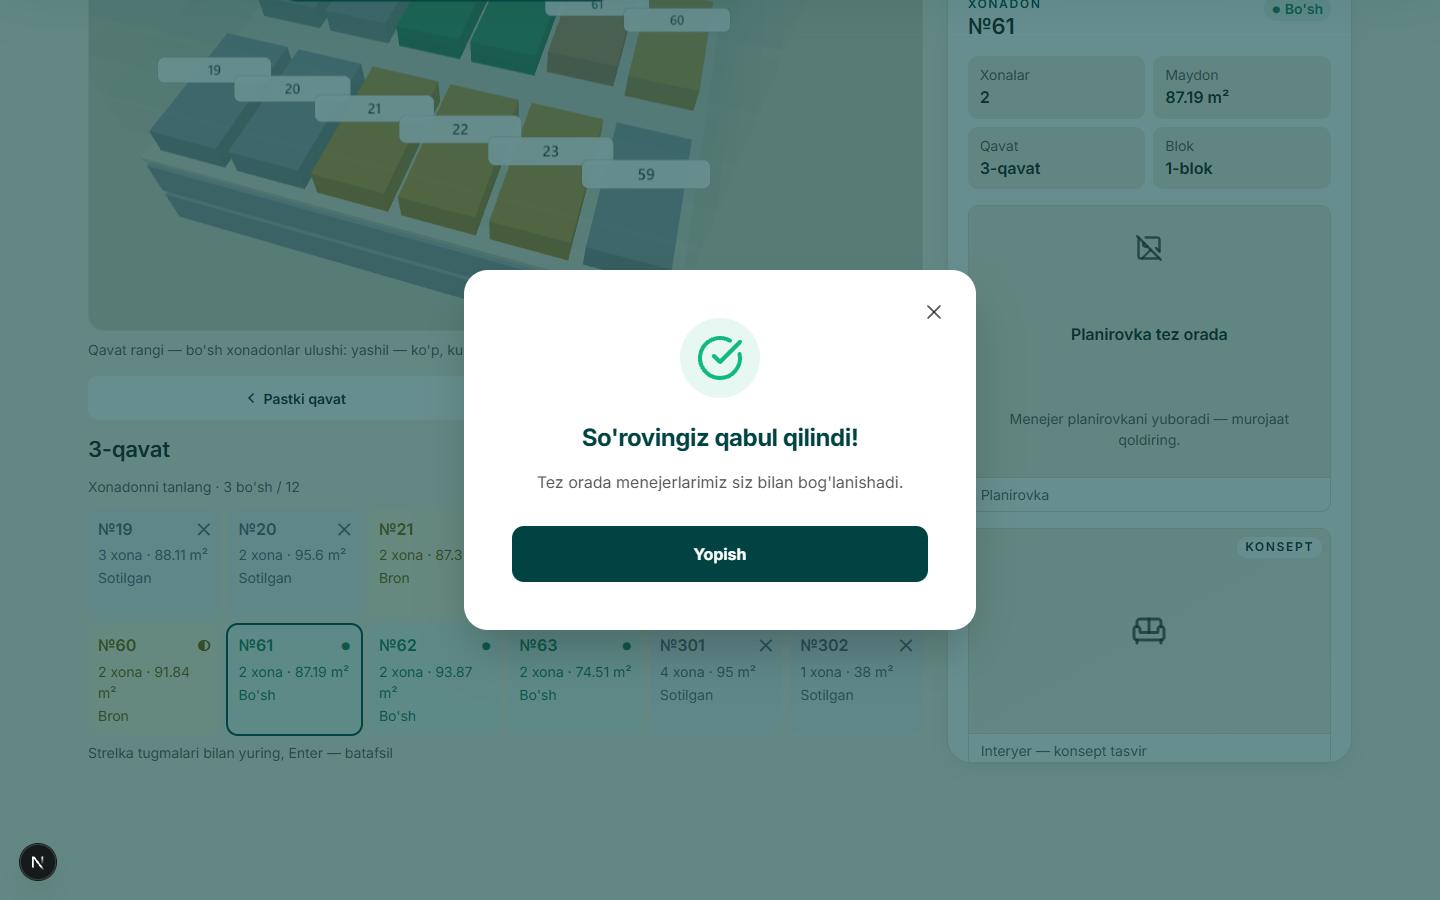 XONADON
№61
Bo'sh
Xonalar
2
Maydon
87.19 m²
Qavat
3-qavat
Blok
1-blok
61
60
19
20
21
22
23
59
Planirovka tez orada
Menejer planirovkani yuboradi — murojaat
qoldiring.
Planirovka
KONSEPT
Interyer — konsept tasvir
Qavat rangi — bo'sh xonadonlar ulushi: yashil — ko'p,
Pastki qavat
3-qavat
Xonadonni tanlang · 3 bo'sh / 12
№19
3 xona · 88.11 m²
Sotilgan
№20
2 xona · 95.6 m²
Sotilgan
№21
2 xona · 87.3
Bron
№60
2 xona · 91.84
m²
Bron
№61
2 xona · 87.19 m²
Bo'sh
№62
2 xona · 93.87
m²
Bo'sh
№63
2 xona · 74.51 m²
Bo'sh
№301
4 xona · 95 m²
Sotilgan
№302
1 xona · 38 m²
Sotilgan
Strelka tugmalari bilan yuring, Enter — batafsil
So'rovingiz qabul qilindi!
Tez orada menejerlarimiz siz bilan bog'lanishadi.
Yopish
N